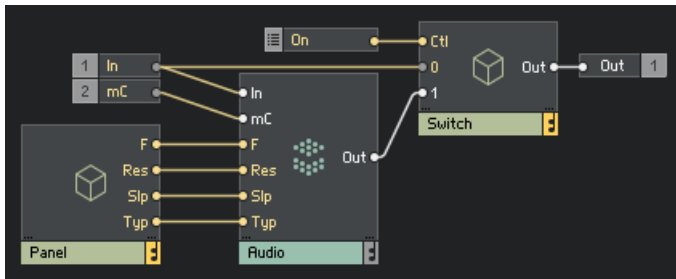 On
Ctl
1 In
0
Out
Out 1
2 mC
In
1
mC
Switch
F
F
Res
Res
Out
Slp
Slp
Typ
Typ
Panel
Audio